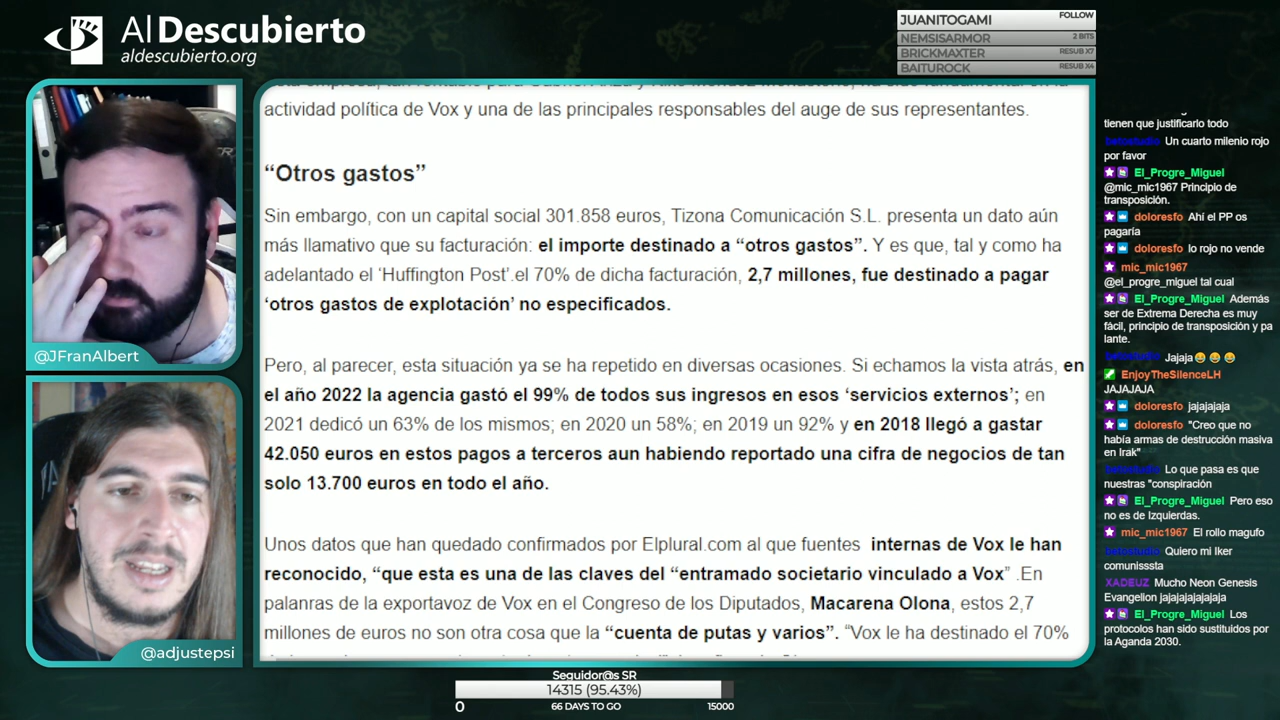 Al Descubierto
aldescubierto.org
JUANITOGAMI FOLLOW
NEMSISARMOR 2 BITS
BRICKMAXTER RESUB X7
BAITUROCK RESUB X4
@JFranAlbert
@adjustepsi
actividad política de Vox y una de las principales responsables del auge de sus representantes.
“Otros gastos”
Sin embargo, con un capital social 301.858 euros, Tizona Comunicación S.L. presenta un dato aún
más llamativo que su facturación: el importe destinado a “otros gastos”. Y es que, tal y como ha
adelantado el ‘Huffington Post’.el 70% de dicha facturación, 2,7 millones, fue destinado a pagar
‘otros gastos de explotación’ no especificados.
Pero, al parecer, esta situación ya se ha repetido en diversas ocasiones. Si echamos la vista atrás, en
el año 2022 la agencia gastó el 99% de todos sus ingresos en esos ‘servicios externos’; en
2021 dedicó un 63% de los mismos; en 2020 un 58%; en 2019 un 92% y en 2018 llegó a gastar
42.050 euros en estos pagos a terceros aun habiendo reportado una cifra de negocios de tan
solo 13.700 euros en todo el año.
Unos datos que han quedado confirmados por Elplural.com al que fuentes internas de Vox le han
reconocido, “que esta es una de las claves del “entramado societario vinculado a Vox” .En
palanras de la exportavoz de Vox en el Congreso de los Diputados, Macarena Olona, estos 2,7
millones de euros no son otra cosa que la “cuenta de putas y varios”. “Vox le ha destinado el 70%
tienen que justificarlo todo
Un cuarto milenio rojo
por favor
El_Progre_Miguel
@mic_mic1967 Principio de
transposición.
doloresfo Ahí el PP os
pagaría
doloresfo lo rojo no vende
mic_mic1967
@el_progre_miguel tal cual
El_Progre_Miguel Además
ser de Extrema Derecha es muy
fácil, principio de transposición y pa
lante.
Jajaja😂😂😂
EnjoyTheSilenceLH
JAJAJAJA
doloresfo jajajajaja
doloresfo "Creo que no
había armas de destrucción masiva
en Irak"
Lo que pasa es que
nuestras "conspiración
El_Progre_Miguel Pero eso
no es de Izquierdas.
mic_mic1967 El rollo magufo
Quiero mi Iker
comunisssta
XADEUZ Mucho Neon Genesis
Evangelion jajajajajajaja
El_Progre_Miguel Los
protocolos han sido sustituidos por
la Aganda 2030.
Seguidor@s SR
14315 (95.43%)
0 66 DAYS TO GO 15000